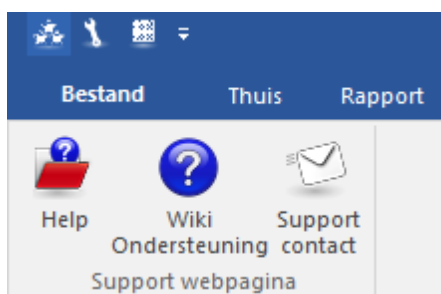 Bestand Thuis Rapport
Help Wiki Support
Ondersteuning contact
Support webpagina